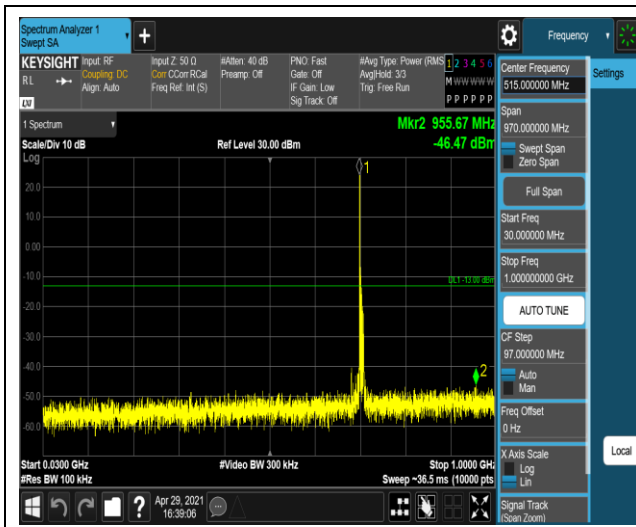 Spectrum Analyzer 1
Swept SA
+
Frequency
KEYSIGHT
RL
Input: RF
Coupling: DC
Align: Auto
Input Z: 50 Ω
Corr CCorr RCal
Freq Ref: Int (S)
#Atten: 40 dB
Preamp: Off
PNO: Fast
Gate: Off
IF Gain: Low
Sig Track: Off
#Avg Type: Power (RMS
Avg|Hold: 3/3
Trig: Free Run
1 2 3 4 5 6
M W W W W W
P P P P P P
LXI
1 Spectrum
Scale/Div 10 dB
Ref Level 30.00 dBm
Mkr2 955.67 MHz
-46.47 dBm
Log
20.0
10.0
0.00
-10.0
-20.0
-30.0
-40.0
-50.0
-60.0
1
DL1 -13.00 dBm
2
Start 0.0300 GHz
#Res BW 100 kHz
#Video BW 300 kHz
Stop 1.0000 GHz
Sweep ~36.5 ms (10000 pts
Apr 29, 2021
16:39:06
?
Center Frequency
515.000000 MHz
Settings
Span
970.000000 MHz
Swept Span
Zero Span
Full Span
Start Freq
30.000000 MHz
Stop Freq
1.000000000 GHz
AUTO TUNE
CF Step
97.000000 MHz
Auto
Man
Freq Offset
0 Hz
X Axis Scale
Log
Lin
Local
Signal Track
(Span Zoom)